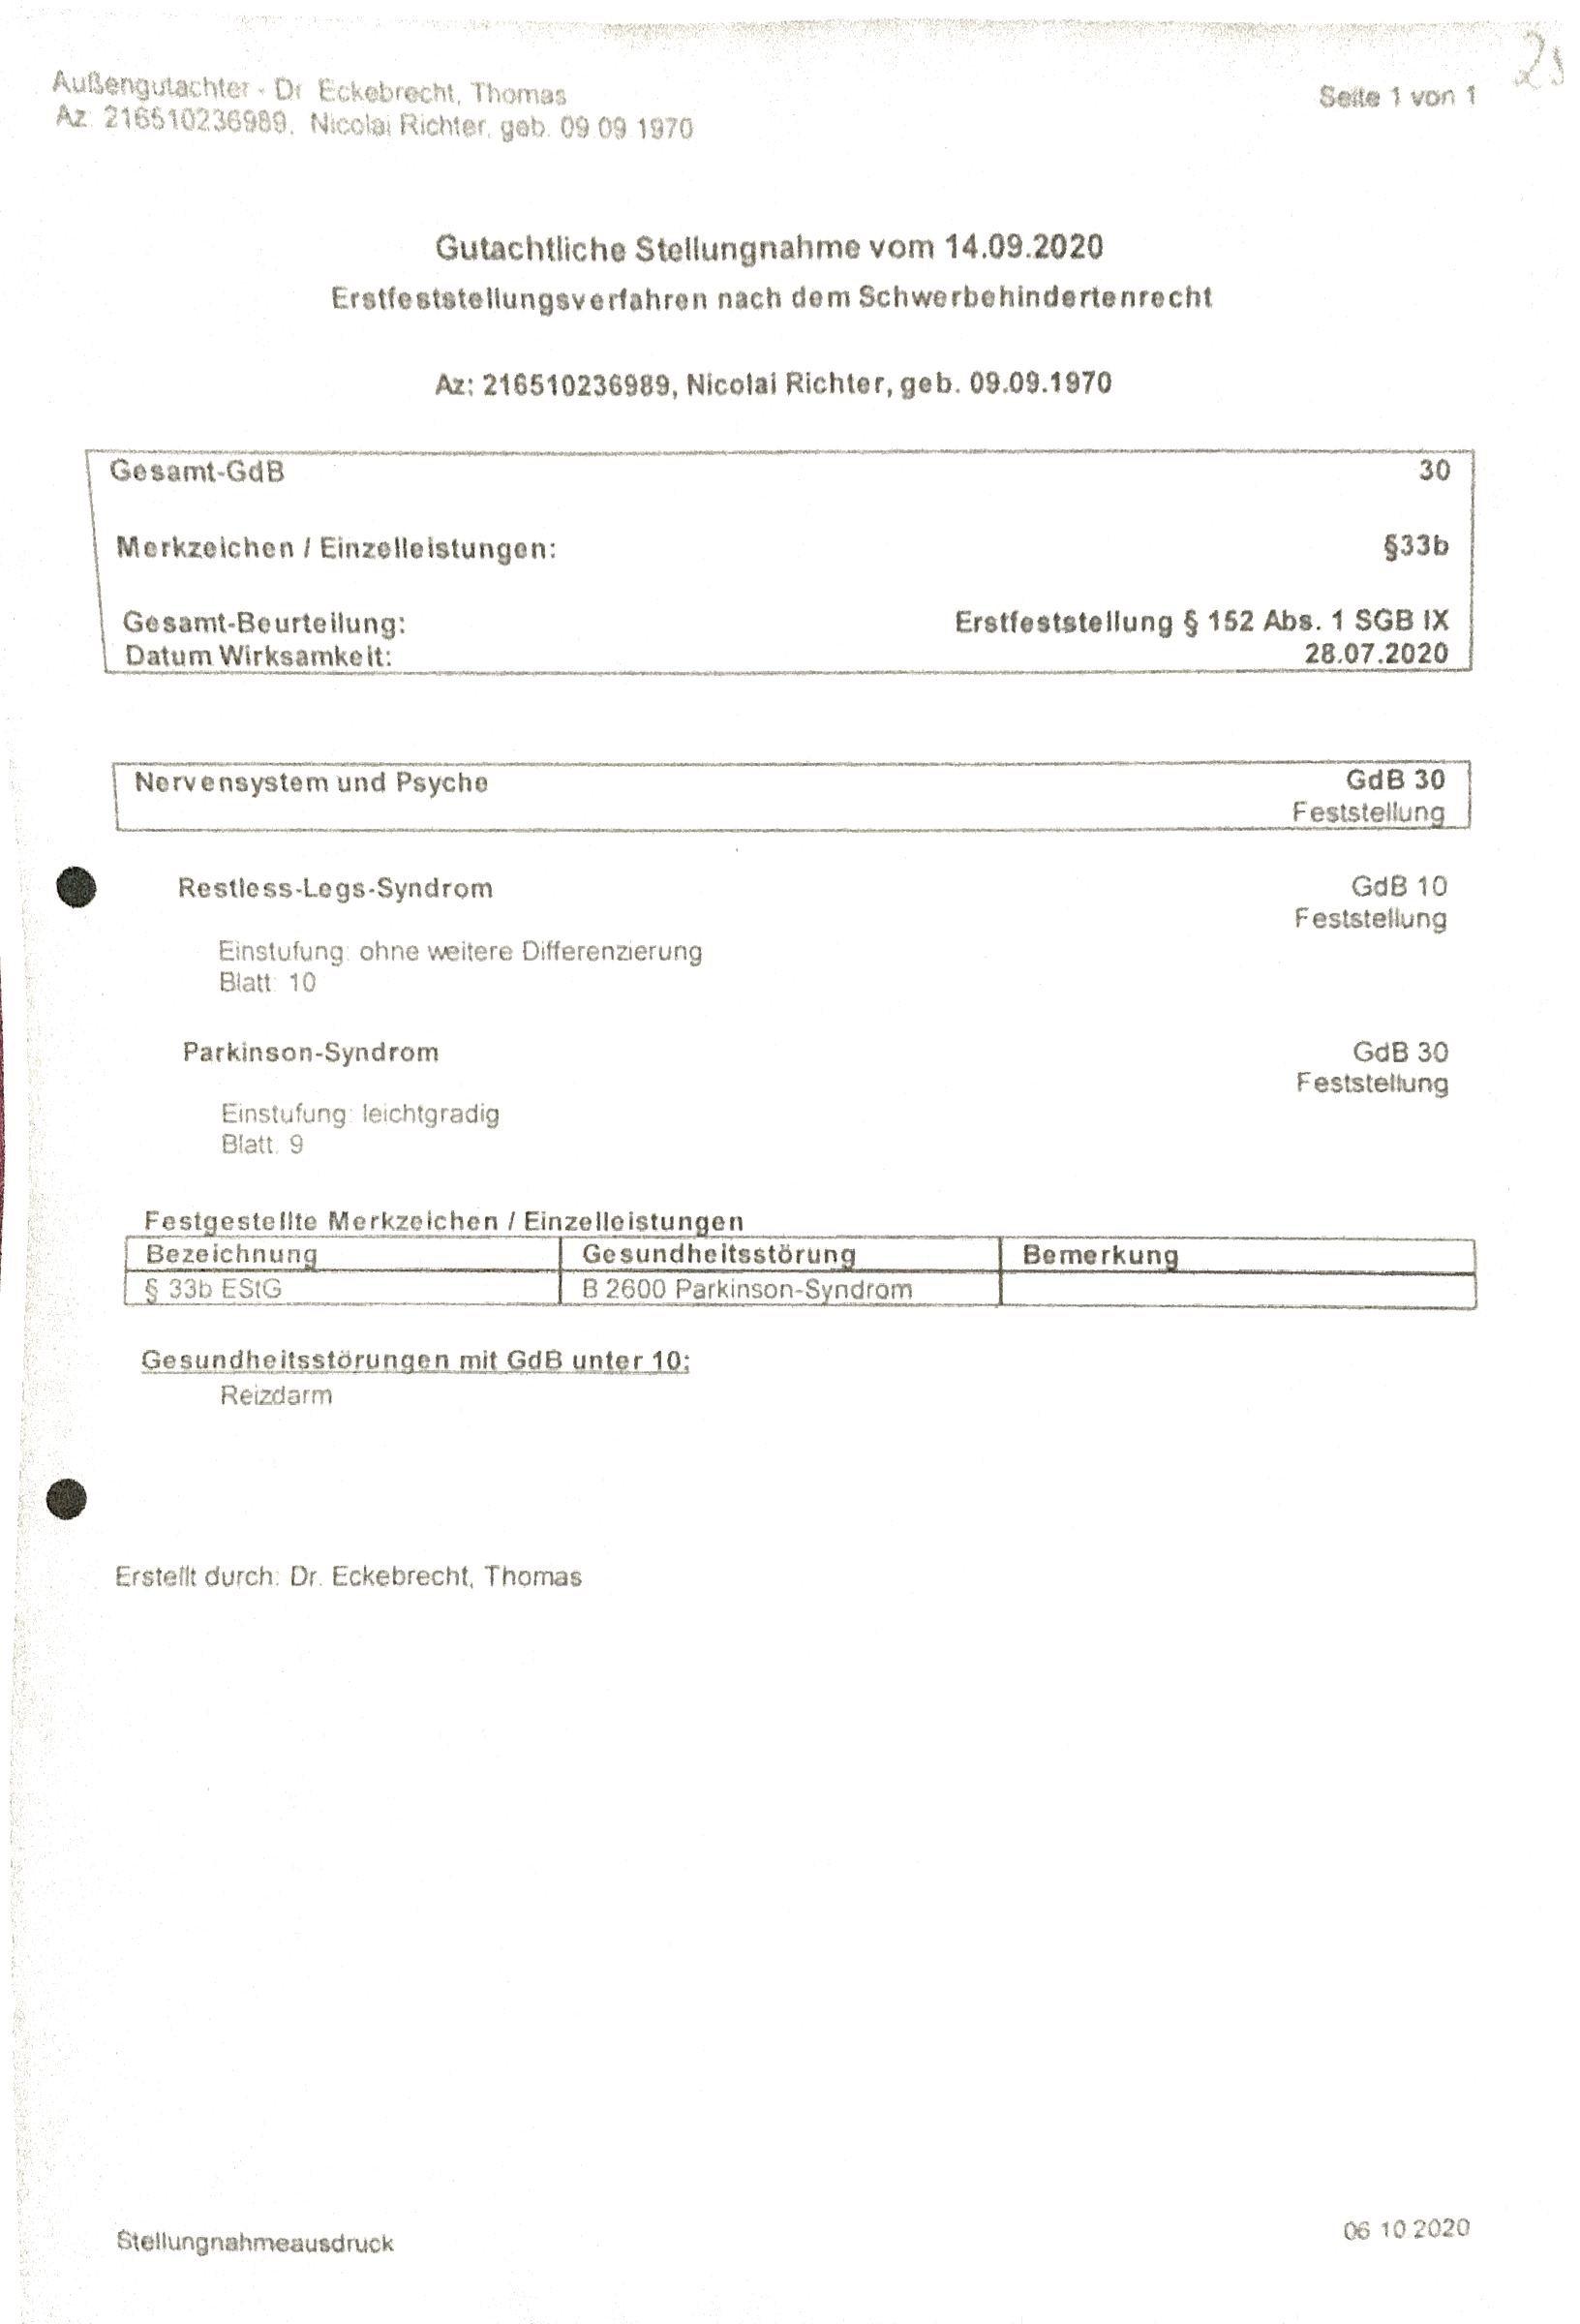 25
Außengutachter - Dr. Eckebrecht, Thomas
Seite 1 von 1
Az: 216510236989, Nicolai Richter, geb. 09.09.1970
Gutachtliche Stellungnahme vom 14.09.2020
Erstfeststellungsverfahren nach dem Schwerbehindertenrecht
Az: 216510236989, Nicolai Richter, geb. 09.09.1970
Gesamt-GdB 30
Merkzeichen / Einzelleistungen: §33b
Gesamt-Beurteilung: Erstfeststellung § 152 Abs. 1 SGB IX
Datum Wirksamkeit: 28.07.2020
Nervensystem und Psyche GdB 30
Feststellung
Restless-Legs-Syndrom GdB 10
Feststellung
Einstufung: ohne weitere Differenzierung
Blatt: 10
Parkinson-Syndrom GdB 30
Feststellung
Einstufung: leichtgradig
Blatt: 9
Festgestellte Merkzeichen / Einzelleistungen
Bezeichnung Gesundheitsstörung Bemerkung
§ 33b EStG B 2600 Parkinson-Syndrom
Gesundheitsstörungen mit GdB unter 10:
Reizdarm
Erstellt durch: Dr. Eckebrecht, Thomas
Stellungnahmeausdruck 06.10.2020